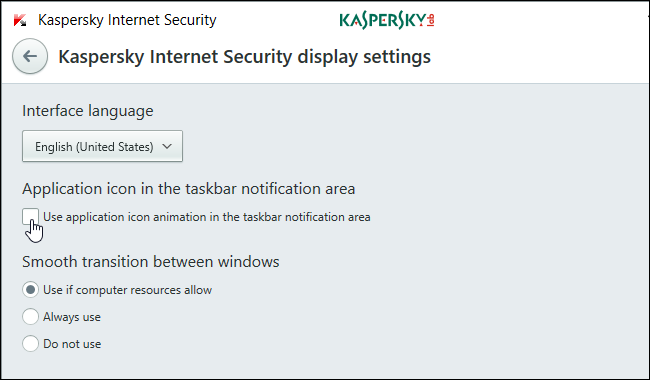 Kaspersky Internet Security
KASPERSKY lab
Kaspersky Internet Security display settings
Interface language
English (United States)
Application icon in the taskbar notification area
Use application icon animation in the taskbar notification area
Smooth transition between windows
Use if computer resources allow
Always use
Do not use